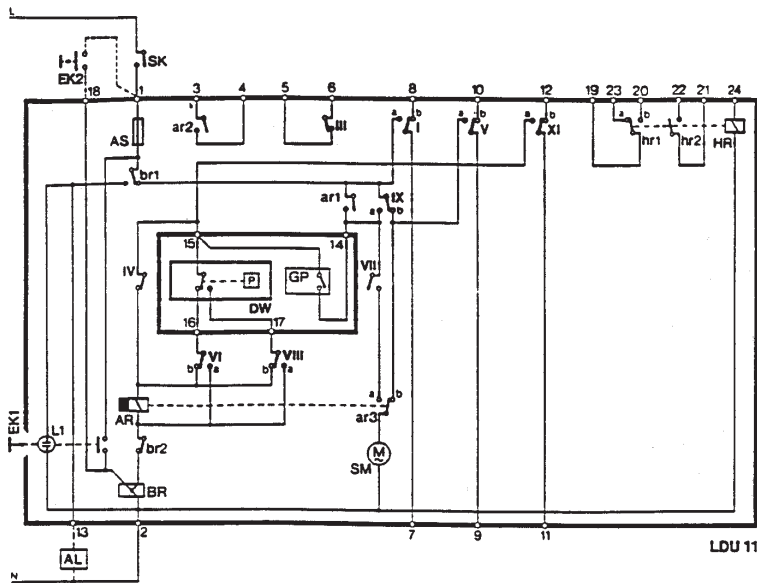 L
SK
EK2
18 1 3 4 5 6 8 10 12 19 23 20 22 21 24
AS
ar2
III
a b I
a b V
a b XI
a b
hr1
hr2
HR
br1
ar1
IX
a b
15
14
IV
P
GP
VII
DW
16
17
b VI a
b VIII a
AR
a b
ar3
EK1
L1
br2
M
~
SM
BR
13
2
7
9
11
LDU 11
AL
N